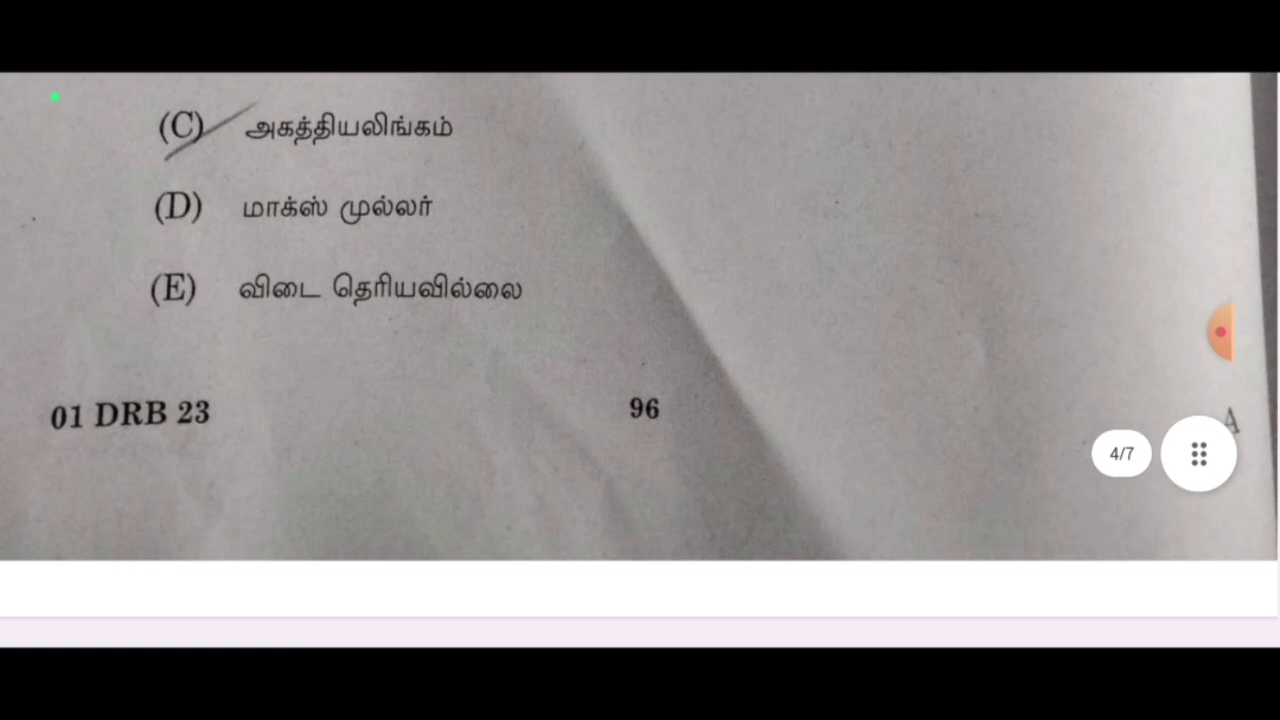 (C) அகத்தியலிங்கம்
(D) மாக்ஸ் முல்லர்
(E) விடை தெரியவில்லை
01 DRB 23 96 A
4/7